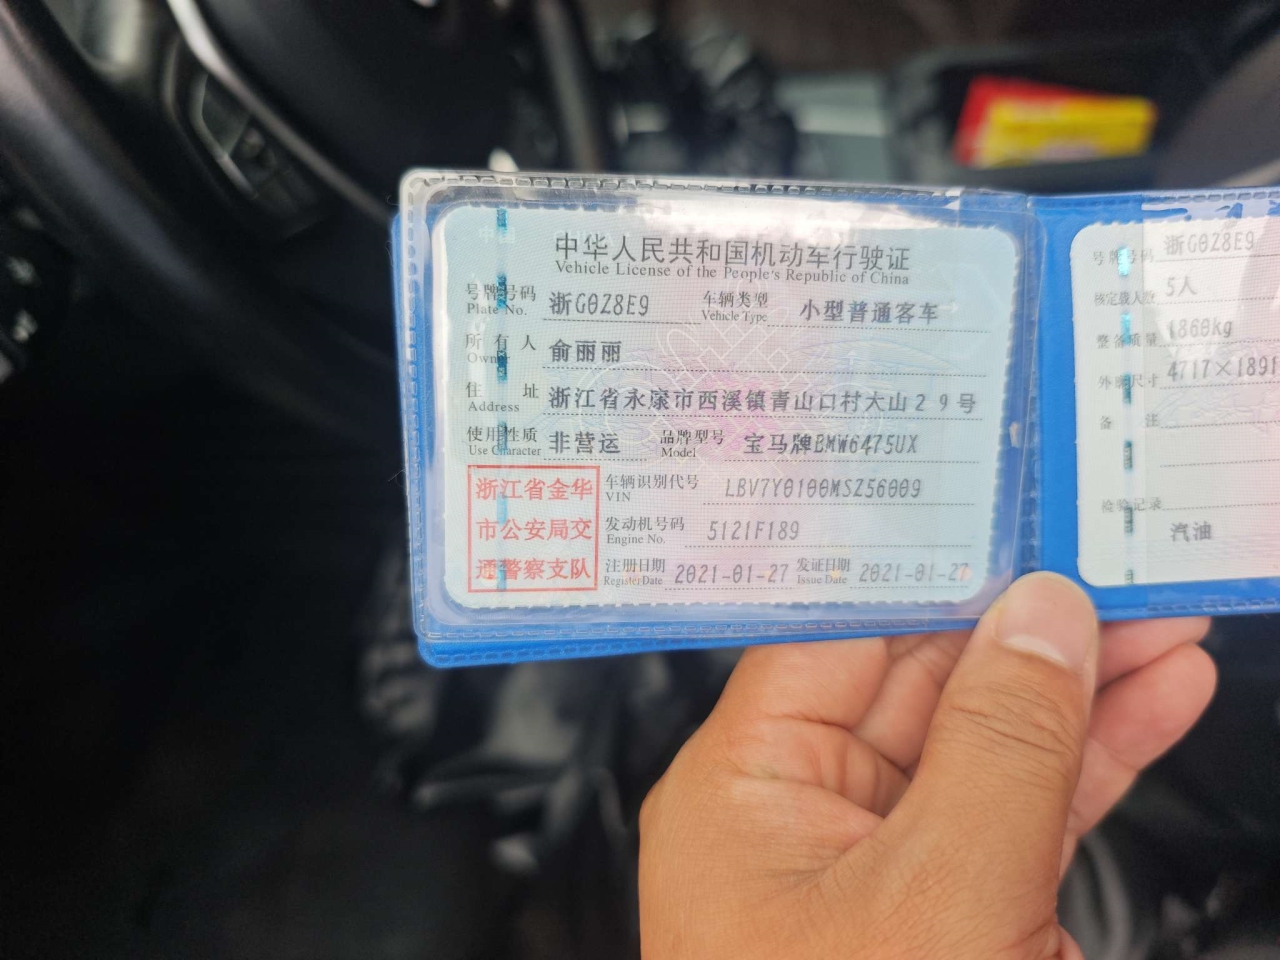 中华人民共和国机动车行驶证
Vehicle License of the People's Republic of China
号牌号码 浙G0Z8E9 车辆类型 小型普通客车
Plate No. Vehicle Type
所有人 俞丽丽
Owner
住址 浙江省永康市西溪镇青山口村大山29号
Address
使用性质 非营运 品牌型号 宝马牌BMW6475UX
Use Character Model
浙江省金华
市公安局交
通警察支队
车辆识别代号 LBV7Y0100MSZ56009
VIN
发动机号码 5121F189
Engine No.
注册日期 2021-01-27 发证日期 2021-01-27
Register Date Issue Date
号牌号码 浙G0Z8E9
核定载人数 5人
整备质量 1860kg
外廓尺寸 4717×1891
备注
检验记录
汽油